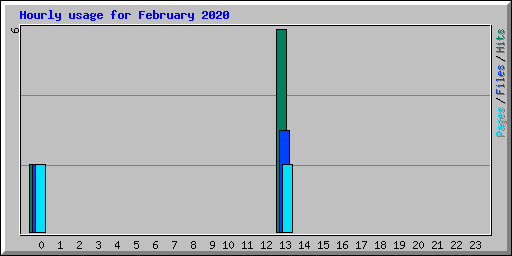 Hourly usage for February 2020
6
Pages/Files/Hits
0 1 2 3 4 5 6 7 8 9 10 11 12 13 14 15 16 17 18 19 20 21 22 23